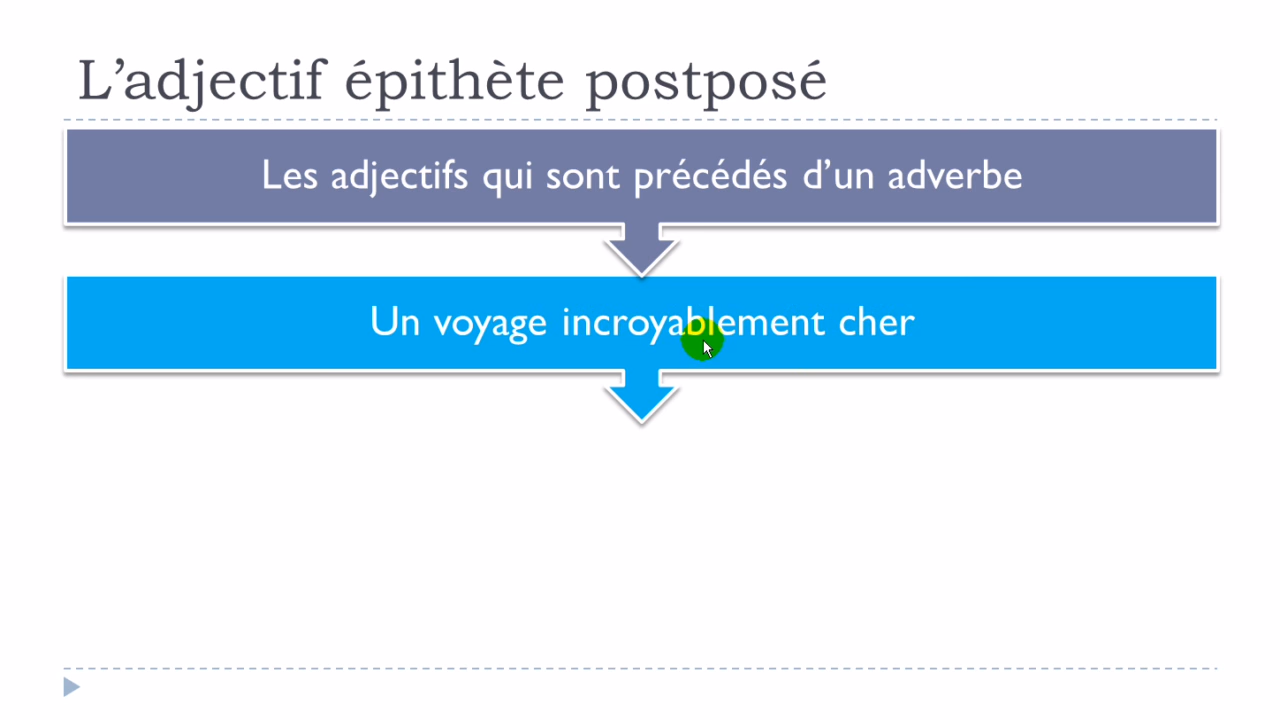 L’adjectif épithète postposé
Les adjectifs qui sont précédés d’un adverbe
Un voyage incroyablement cher